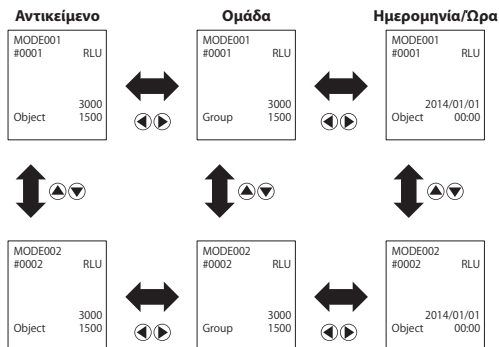 Αντικείμενο
Ομάδα
Ημερομηνία/Ώρα
MODE001
#0001 RLU
3000
Object 1500
MODE001
#0001 RLU
3000
Group 1500
MODE001
#0001 RLU
2014/01/01
Object 00:00
MODE002
#0002 RLU
3000
Object 1500
MODE002
#0002 RLU
3000
Group 1500
MODE002
#0002 RLU
2014/01/01
Object 00:00